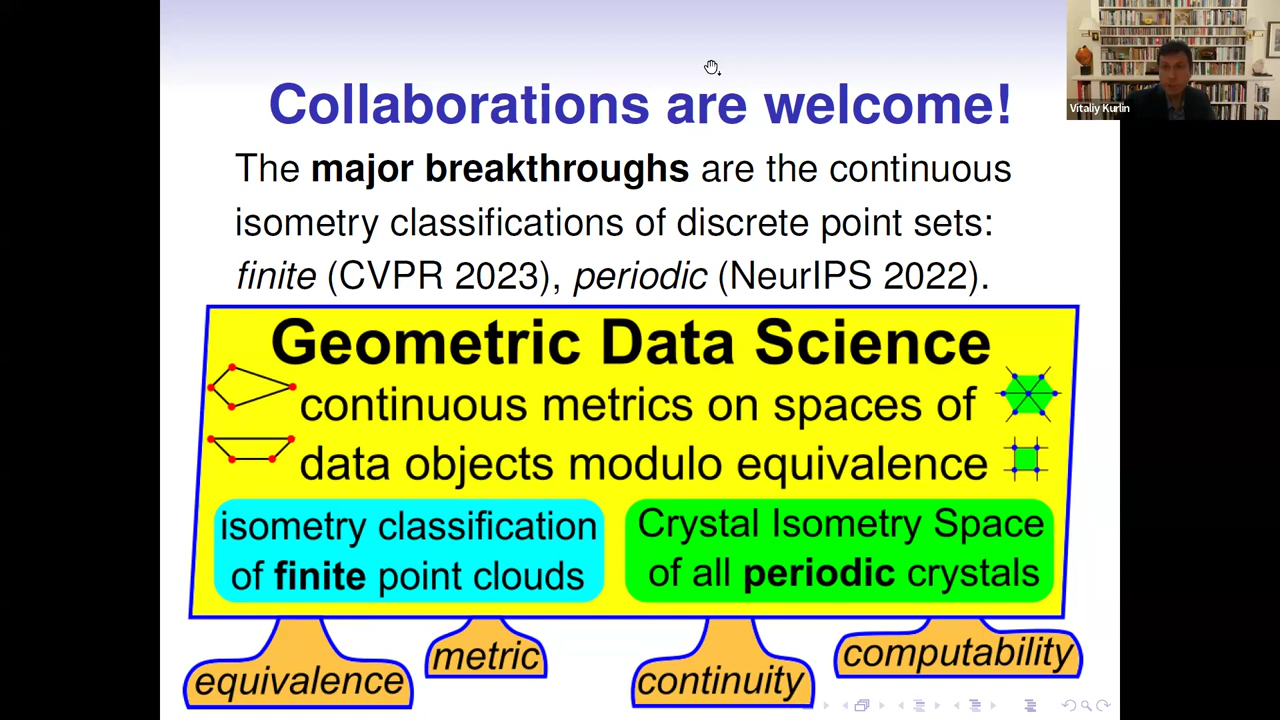 Collaborations are welcome!
Vitaliy Kurlin
The major breakthroughs are the continuous
isometry classifications of discrete point sets:
finite (CVPR 2023), periodic (NeurIPS 2022).
Geometric Data Science
continuous metrics on spaces of
data objects modulo equivalence
isometry classification
of finite point clouds
Crystal Isometry Space
of all periodic crystals
equivalence
metric
continuity
computability